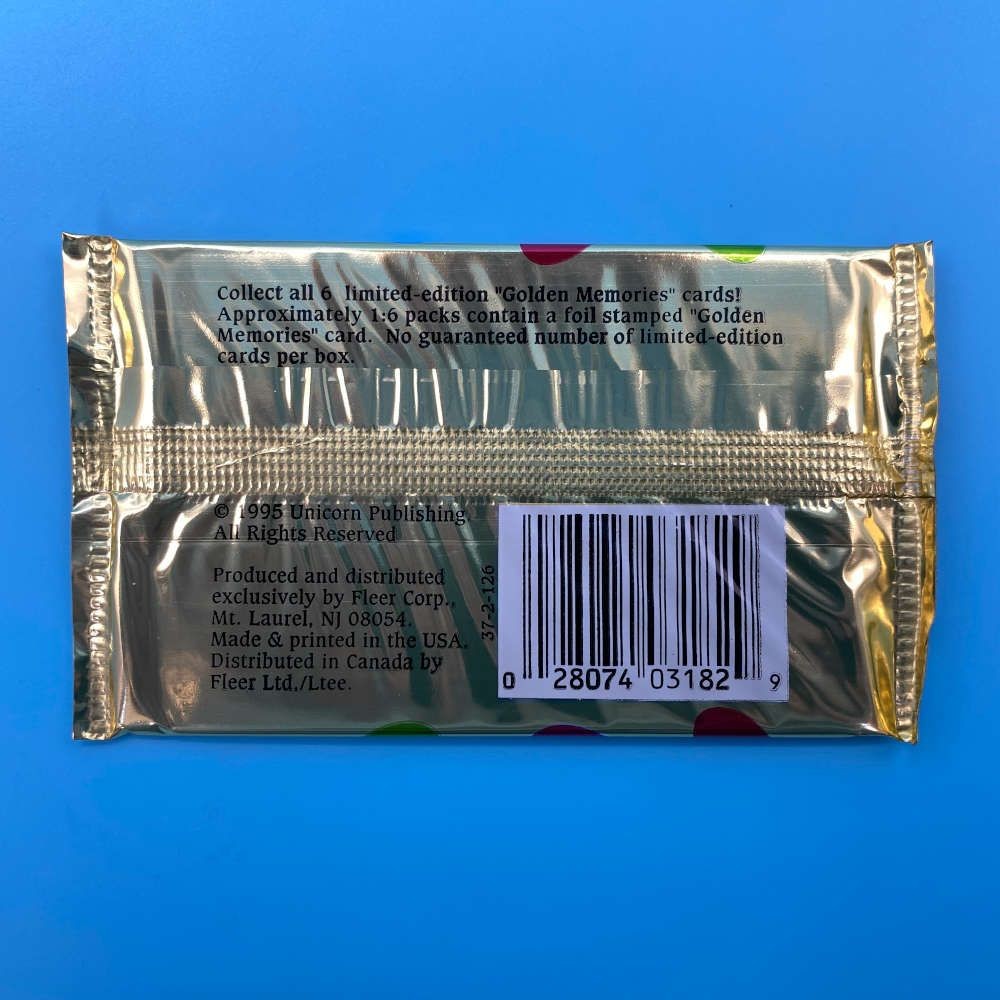 Collect all 6 limited-edition "Golden Memories" cards!
Approximately 1:6 packs contain a foil stamped "Golden
Memories" card. No guaranteed number of limited-edition
cards per box.
© 1995 Unicorn Publishing
All Rights Reserved
Produced and distributed
exclusively by Fleer Corp.,
Mt. Laurel, NJ 08054.
Made & printed in the USA.
Distributed in Canada by
Fleer Ltd./Ltee.
37-2-126
0 28074 03182 9